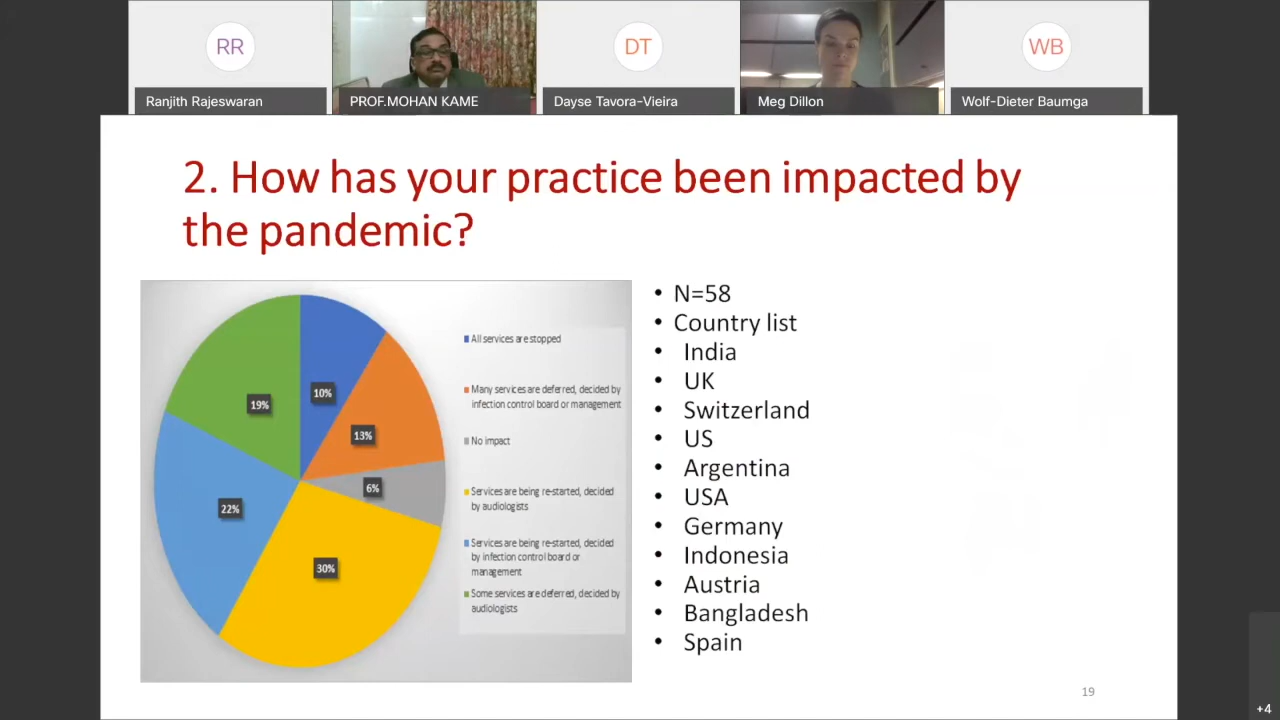 RR
DT
WB
Ranjith Rajeswaran
PROF.MOHAN KAME
Dayse Tavora-Vieira
Meg Dillon
Wolf-Dieter Baumga
2. How has your practice been impacted by
the pandemic?
10%
13%
6%
30%
22%
19%
All services are stopped
Many services are deferred, decided by
infection control board or management
No impact
Services are being re-started, decided
by audiologists
Services are being re-started, decided
by infection control board or
management
Some services are deferred, decided by
audiologists
• N=58
• Country list
• India
• UK
• Switzerland
• US
• Argentina
• USA
• Germany
• Indonesia
• Austria
• Bangladesh
• Spain
19
+4